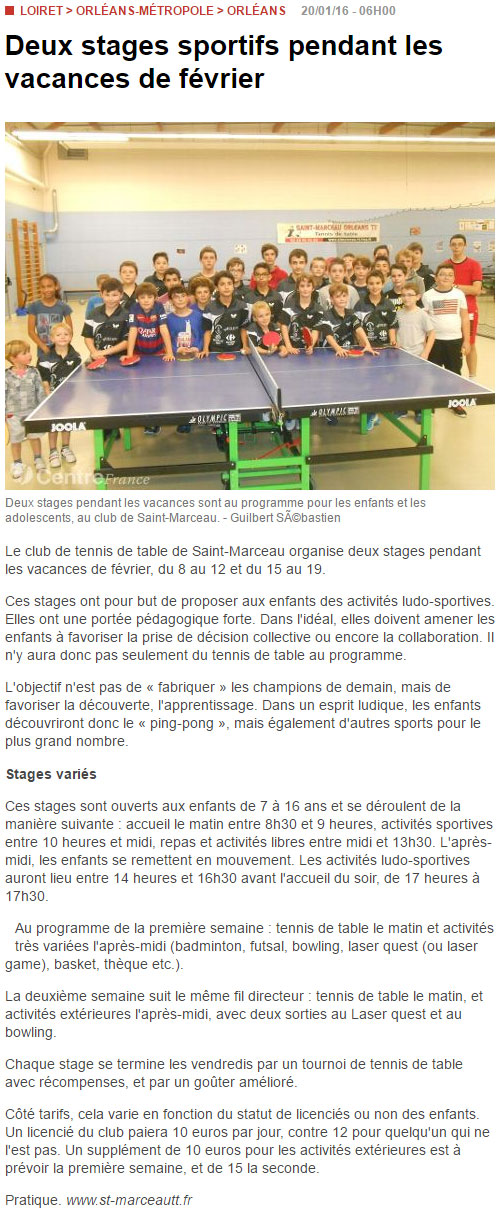 LOIRET > ORLÉANS-MÉTROPOLE > ORLÉANS 20/01/16 - 06H00
Deux stages sportifs pendant les
vacances de février
SAINT-MARCEAU ORLEANS TT
Tennis de table
JOOLA
OLYMPIC
OLYMPIC
JOOLA
CentreFrance
Deux stages pendant les vacances sont au programme pour les enfants et les
adolescents, au club de Saint-Marceau. - Guilbert SÃ©bastien
Le club de tennis de table de Saint-Marceau organise deux stages pendant
les vacances de février, du 8 au 12 et du 15 au 19.
Ces stages ont pour but de proposer aux enfants des activités ludo-sportives.
Elles ont une portée pédagogique forte. Dans l'idéal, elles doivent amener les
enfants à favoriser la prise de décision collective ou encore la collaboration. Il
n'y aura donc pas seulement du tennis de table au programme.
L'objectif n'est pas de « fabriquer » les champions de demain, mais de
favoriser la découverte, l'apprentissage. Dans un esprit ludique, les enfants
découvriront donc le « ping-pong », mais également d'autres sports pour le
plus grand nombre.
Stages variés
Ces stages sont ouverts aux enfants de 7 à 16 ans et se déroulent de la
manière suivante : accueil le matin entre 8h30 et 9 heures, activités sportives
entre 10 heures et midi, repas et activités libres entre midi et 13h30. L'après-
midi, les enfants se remettent en mouvement. Les activités ludo-sportives
auront lieu entre 14 heures et 16h30 avant l'accueil du soir, de 17 heures à
17h30.
Au programme de la première semaine : tennis de table le matin et activités
très variées l'après-midi (badminton, futsal, bowling, laser quest (ou laser
game), basket, thèque etc.).
La deuxième semaine suit le même fil directeur : tennis de table le matin, et
activités extérieures l'après-midi, avec deux sorties au Laser quest et au
bowling.
Chaque stage se termine les vendredis par un tournoi de tennis de table
avec récompenses, et par un goûter amélioré.
Côté tarifs, cela varie en fonction du statut de licenciés ou non des enfants.
Un licencié du club paiera 10 euros par jour, contre 12 pour quelqu'un qui ne
l'est pas. Un supplément de 10 euros pour les activités extérieures est à
prévoir la première semaine, et de 15 la seconde.
Pratique. www.st-marceautt.fr